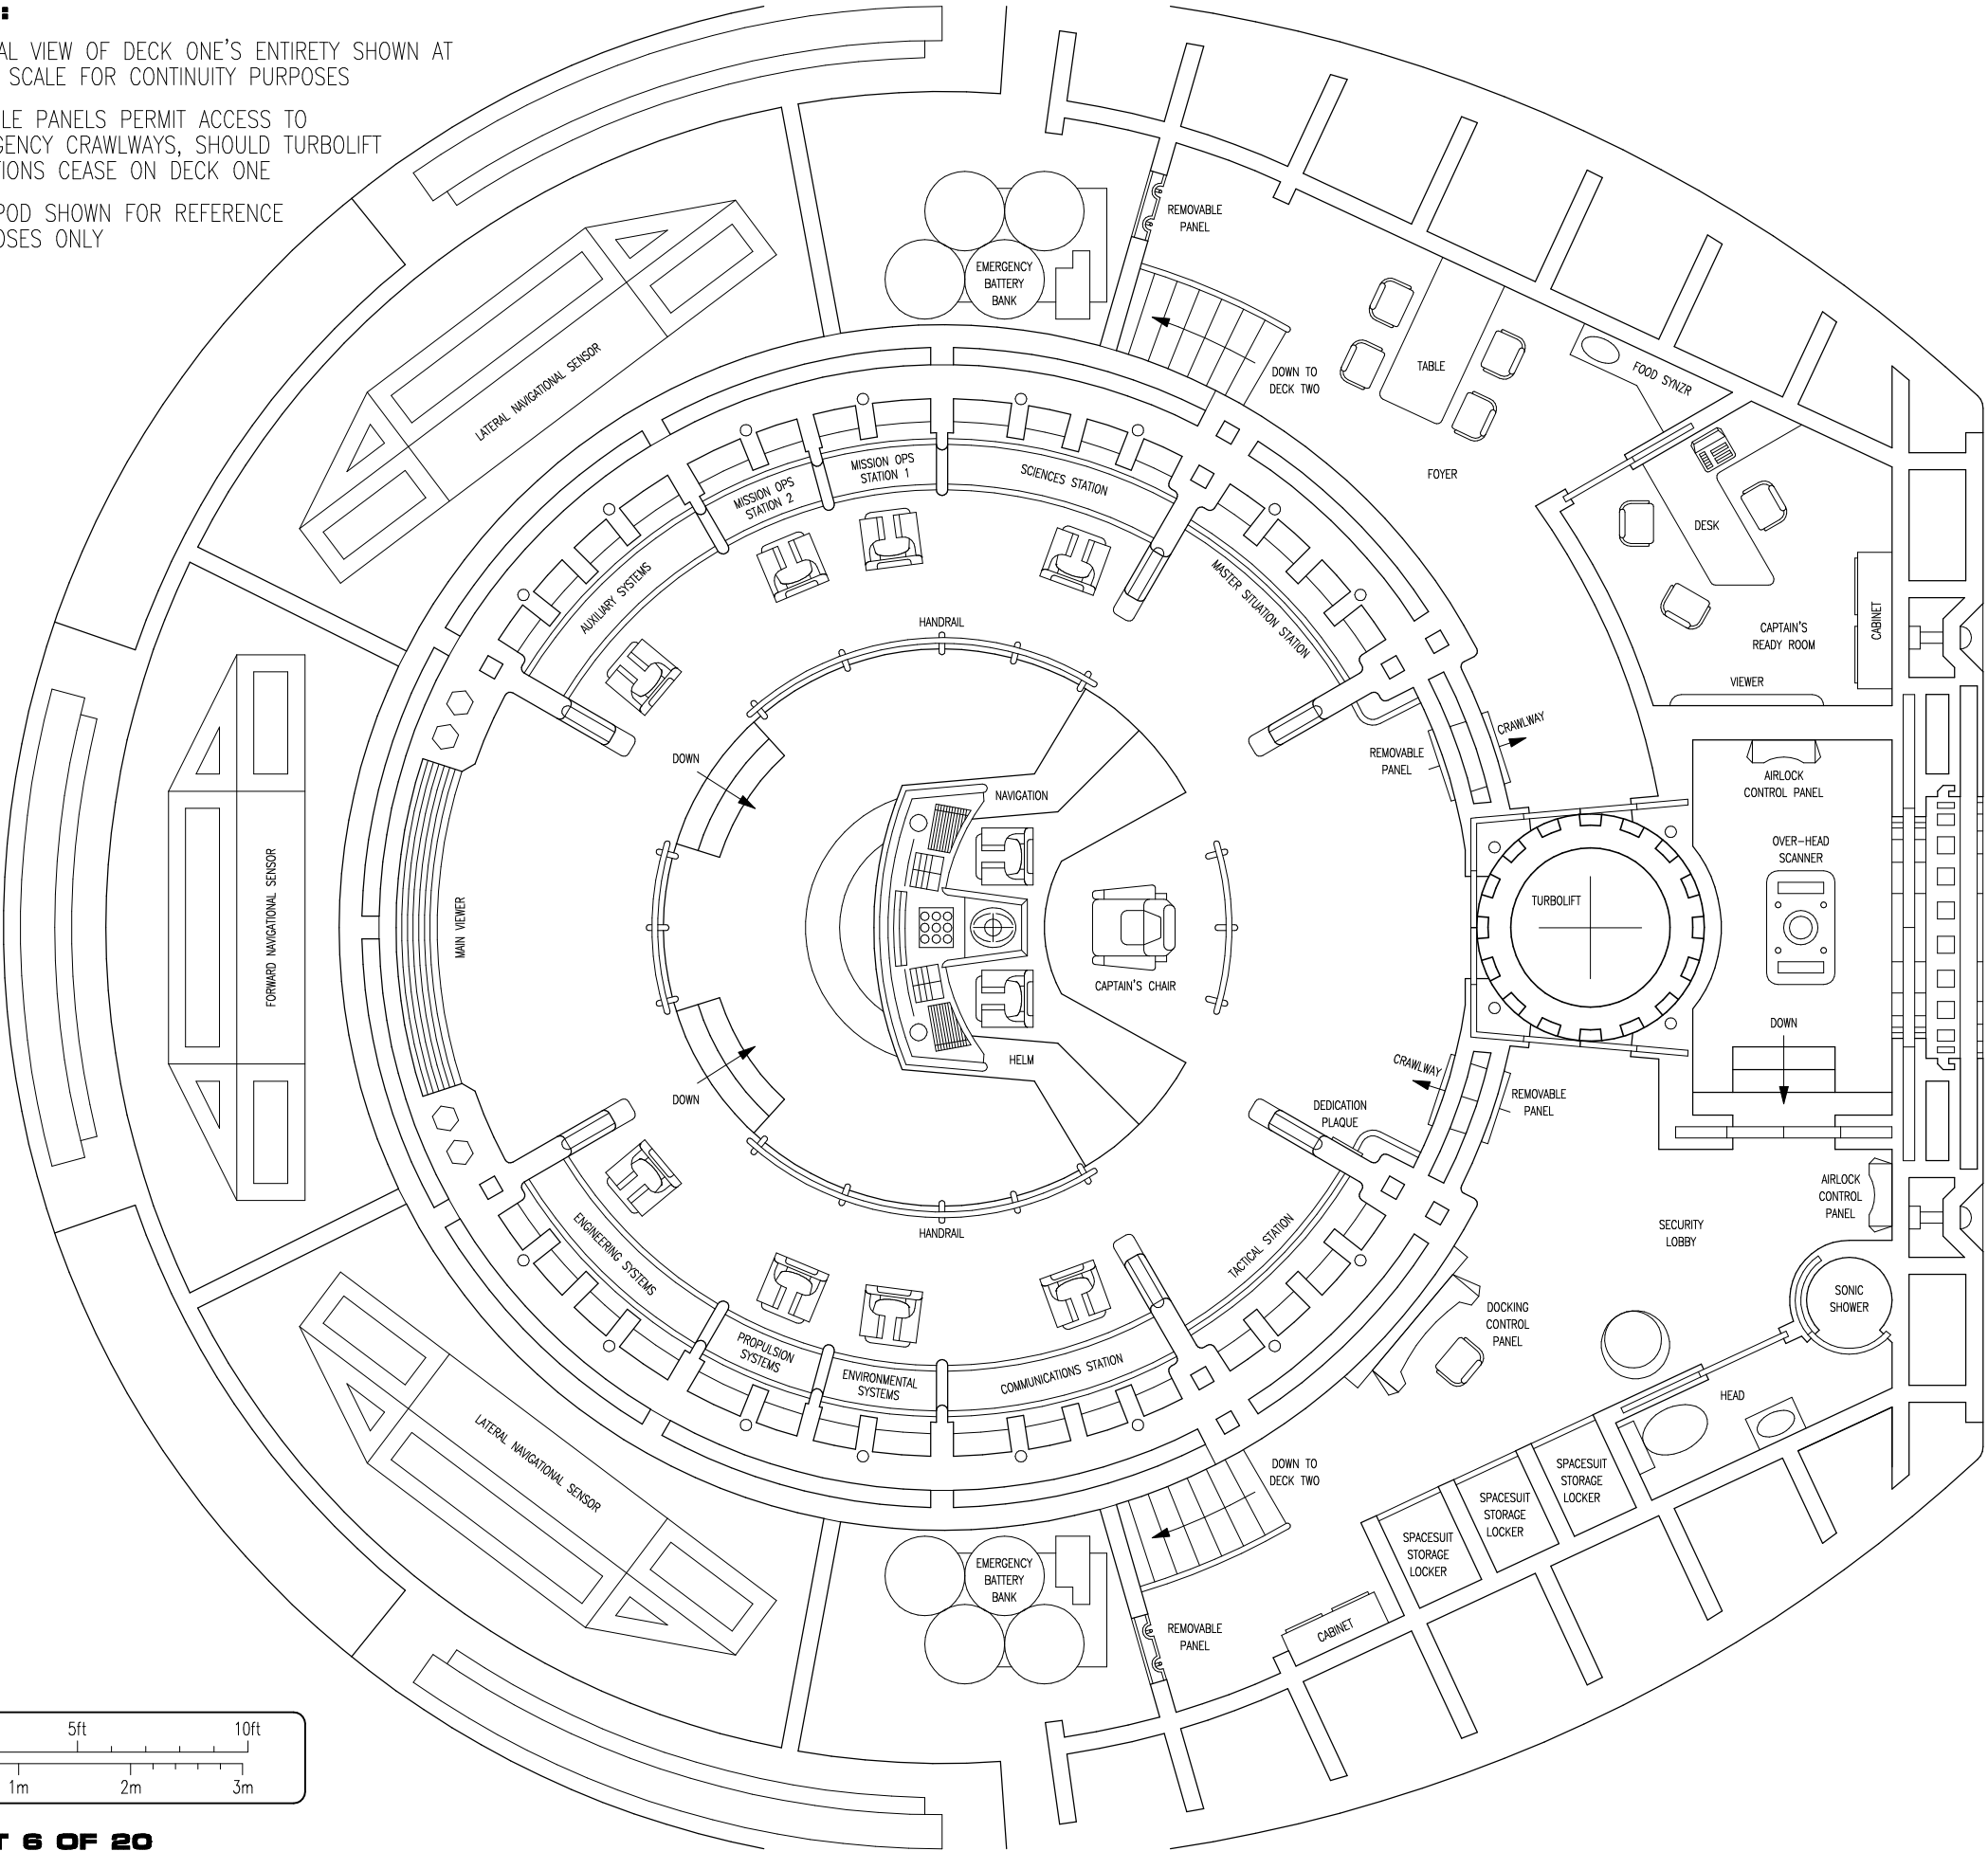 :
AL VIEW OF DECK ONE'S ENTIRETY SHOWN AT
SCALE FOR CONTINUITY PURPOSES
LE PANELS PERMIT ACCESS TO
GENCY CRAWLWAYS, SHOULD TURBOLIFT
TIONS CEASE ON DECK ONE
POD SHOWN FOR REFERENCE
OSES ONLY
REMOVABLE
PANEL
EMERGENCY
BATTERY
BANK
DOWN TO
DECK TWO
TABLE
FOOD SYNZR
FOYER
LATERAL NAVIGATIONAL SENSOR
MISSION OPS
STATION 1
MISSION OPS
STATION 2
SCIENCES STATION
AUXILIARY SYSTEMS
MASTER SITUATION STATION
DESK
CAPTAIN'S
READY ROOM
CABINET
VIEWER
HANDRAIL
DOWN
REMOVABLE
PANEL
CRAWLWAY
NAVIGATION
AIRLOCK
CONTROL PANEL
OVER-HEAD
SCANNER
FORWARD NAVIGATIONAL SENSOR
MAIN VIEWER
TURBOLIFT
CAPTAIN'S CHAIR
DOWN
HELM
CRAWLWAY
REMOVABLE
PANEL
DOWN
DEDICATION
PLAQUE
AIRLOCK
CONTROL
PANEL
SECURITY
LOBBY
HANDRAIL
ENGINEERING SYSTEMS
TACTICAL STATION
SONIC
SHOWER
DOCKING
CONTROL
PANEL
PROPULSION
SYSTEMS
ENVIRONMENTAL
SYSTEMS
COMMUNICATIONS STATION
HEAD
LATERAL NAVIGATIONAL SENSOR
DOWN TO
DECK TWO
SPACESUIT
STORAGE
LOCKER
SPACESUIT
STORAGE
LOCKER
SPACESUIT
STORAGE
LOCKER
EMERGENCY
BATTERY
BANK
REMOVABLE
PANEL
CABINET
5ft 10ft
1m 2m 3m
T 6 OF 20